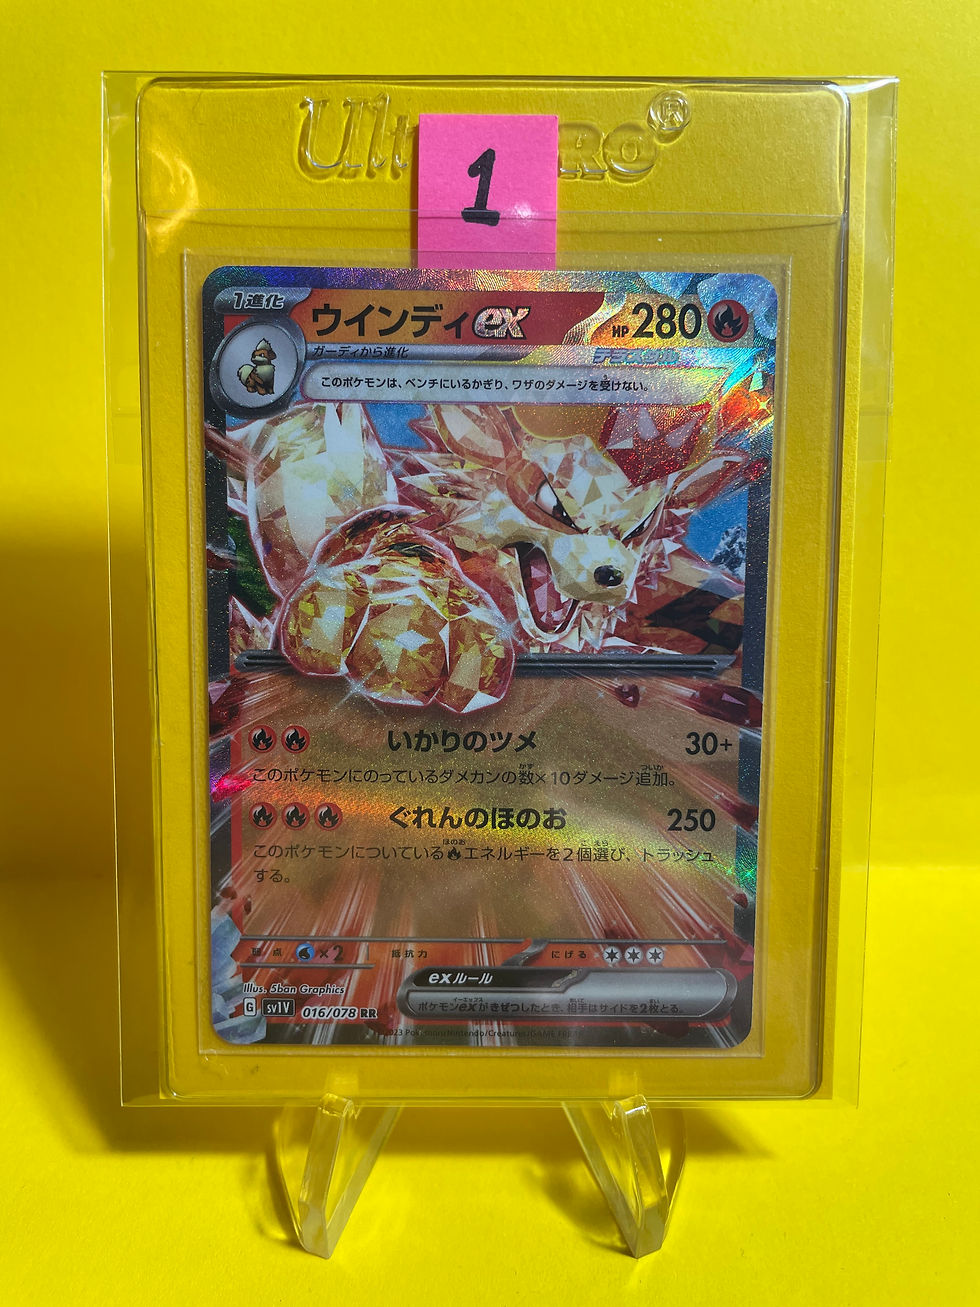 1
1進化
ウインディex
HP 280
ガーディから進化
テラスタル
このポケモンは、ベンチにいるかぎり、ワザのダメージを受けない。
いかりのツメ 30+
このポケモンにのっているダメカンの数×10ダメージ追加。
ぐれんのほのお 250
このポケモンについているエネルギーを2個選び、トラッシュ
する。
弱点 ×2 抵抗力 にげる
exルール
ポケモンexがきぜつしたとき、相手はサイドを2枚とる。
Illus. 5ban Graphics
G sv1V 016/078 RR
2023 Pokémon/Nintendo/Creatures/GAME FREAK